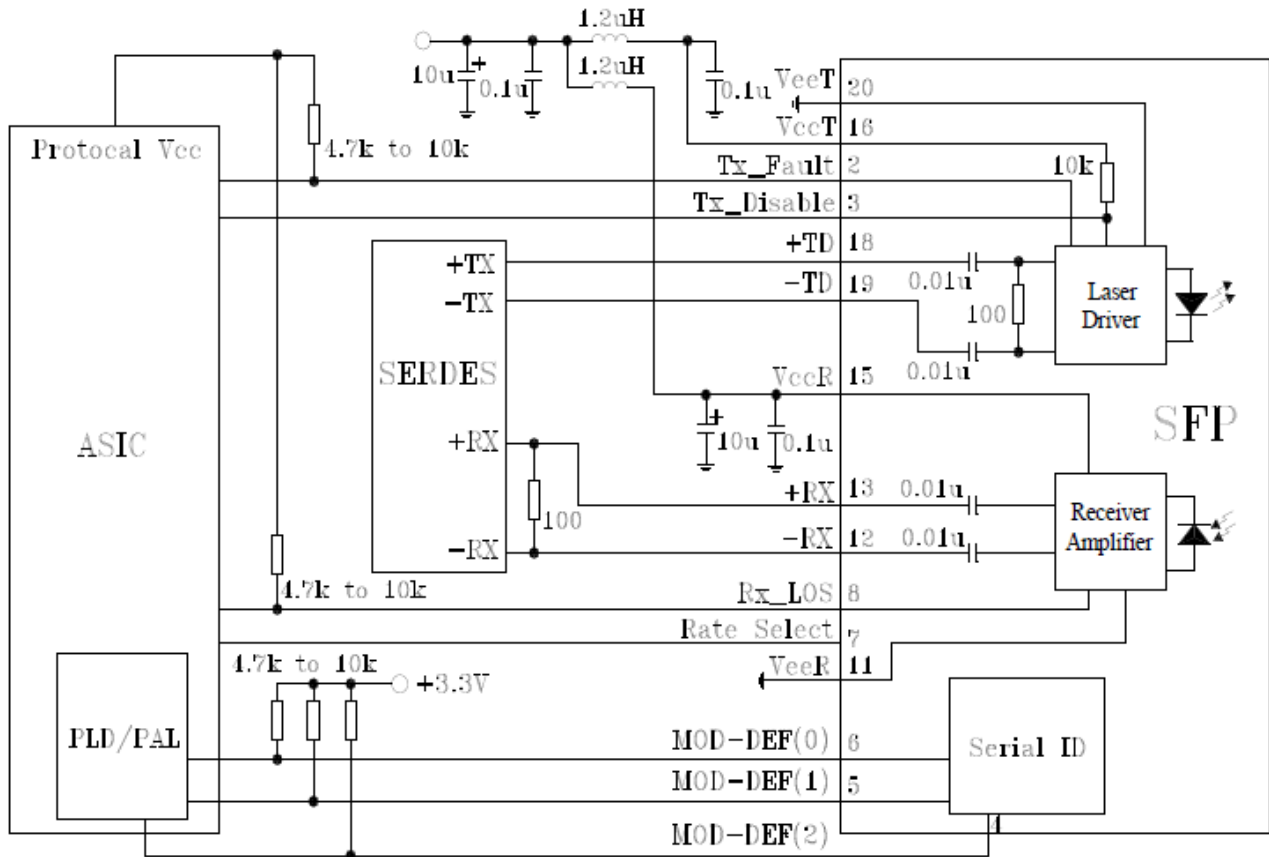 1.2uH
10u
+
0.1u
1.2uH
0.1u
VeeT
20
VccT
16
Protocal Vcc
4.7k to 10k
Tx_Fault
2
10k
Tx_Disable
3
+TD
18
+TX
0.01u
-TD
19
-TX
100
Laser
Driver
SERDES
0.01u
VccR
15
SFP
ASIC
+
10u
0.1u
+RX
+RX
13
0.01u
100
Receiver
Amplifier
-RX
12
0.01u
-RX
4.7k to 10k
Rx_LOS
8
Rate Select
7
4.7k to 10k
VeeR
11
+3.3V
PLD/PAL
MOD-DEF(0)
6
Serial ID
MOD-DEF(1)
5
MOD-DEF(2)
4